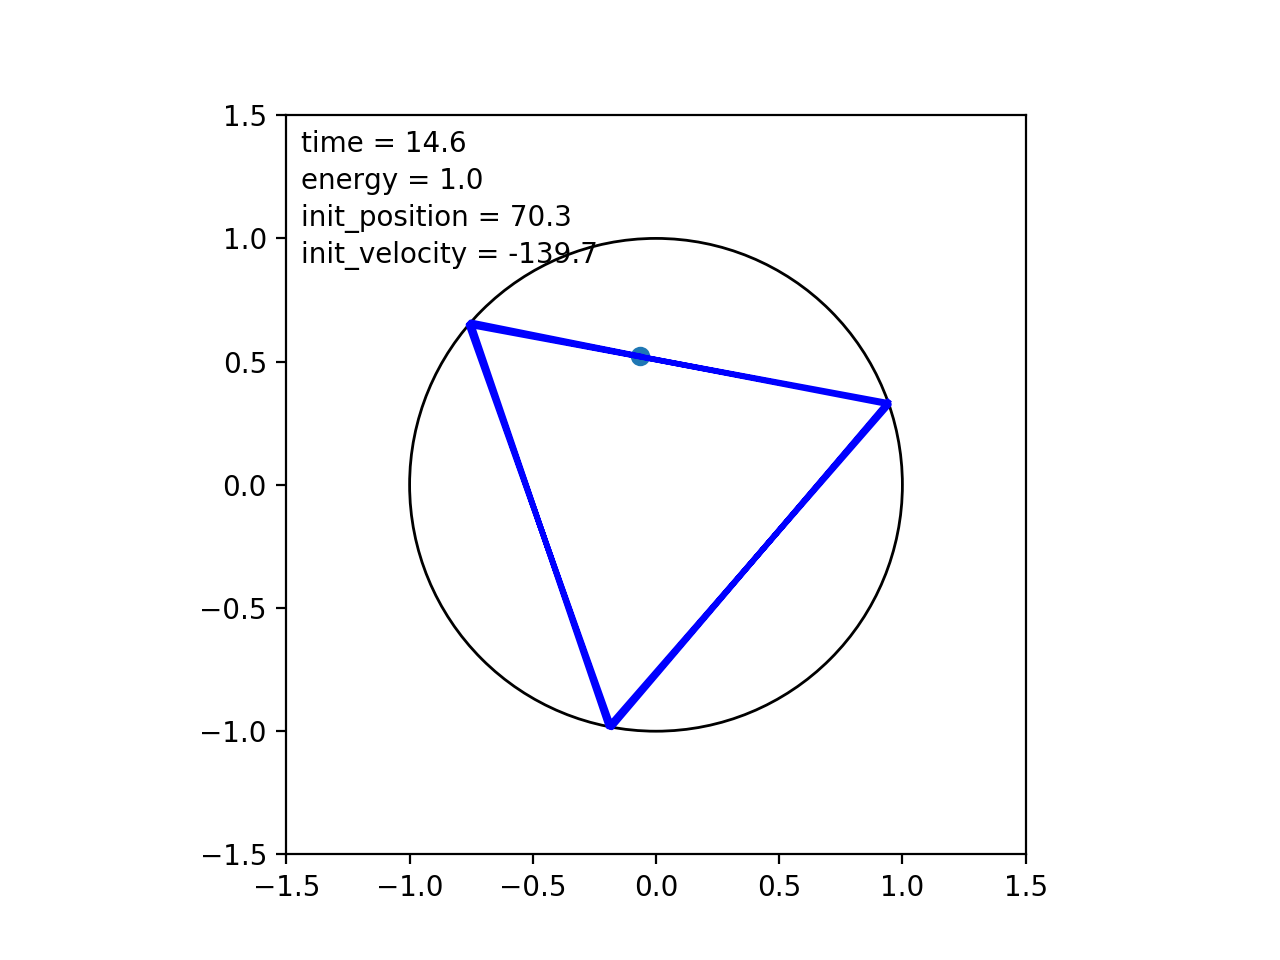 time = 14.6
energy = 1.0
init_position = 70.3
init_velocity = -139.7
1.5
1.0
0.5
0.0
−0.5
−1.0
−1.5
−1.5 −1.0 −0.5 0.0 0.5 1.0 1.5